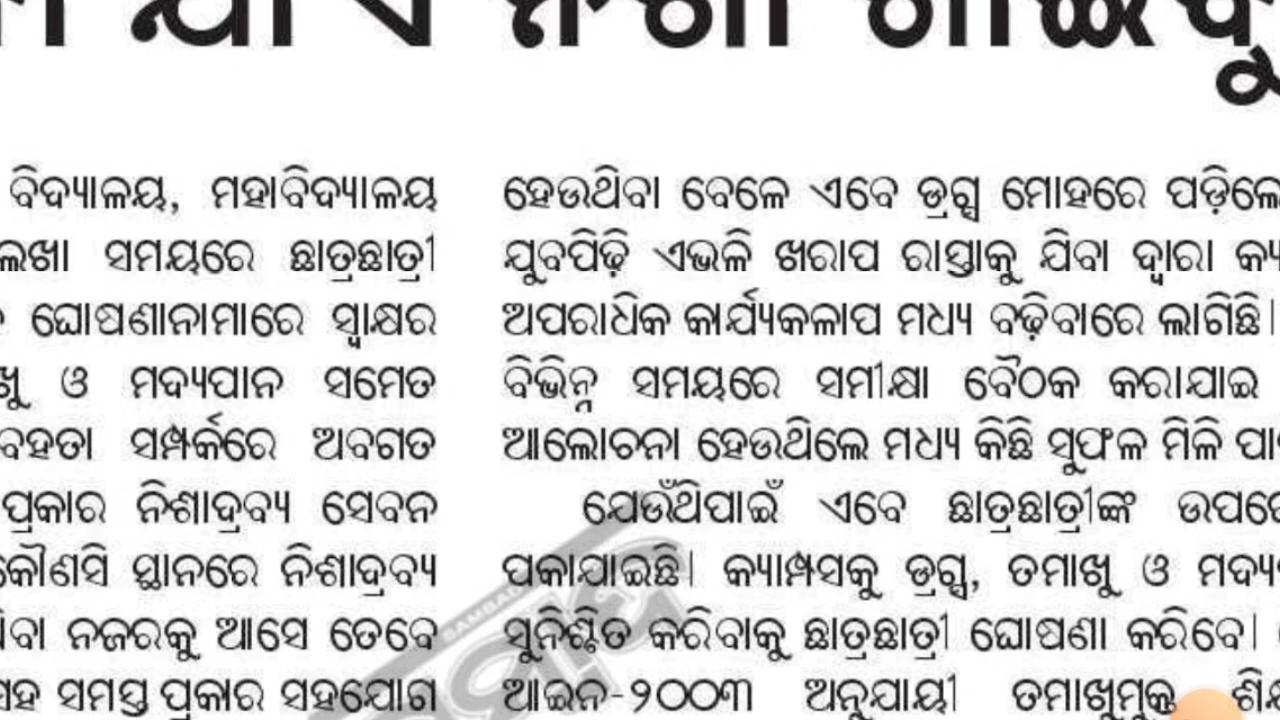 ବିଦ୍ୟାଳୟ, ମହାବିଦ୍ୟାଳୟ
ସମୟରେ ଛାତ୍ରଛାତ୍ରୀ
ଘୋଷଣାନାମାରେ ସ୍ୱାକ୍ଷର
ଓ ମଦ୍ୟପାନ ସମେତ
ସମ୍ପର୍କରେ ଅବଗତ
ପ୍ରକାର ନିଶାଦ୍ରବ୍ୟ ସେବନ
କୌଣସି ସ୍ଥାନରେ ନିଶାଦ୍ରବ୍ୟ
ନଜରକୁ ଆସେ ତେବେ
ସମସ୍ତ ପ୍ରକାର ସହଯୋଗ
ହେଉଥିବା ବେଳେ ଏବେ ଡ୍ରଗ୍ସ ମୋହରେ ପଡ଼ିଲେ
ଯୁବପିଢ଼ି ଏଭଳି ଖରାପ ରାସ୍ତାକୁ ଯିବା ଦ୍ୱାରା
ଅପରାଧିକ କାର୍ଯ୍ୟକଳାପ ମଧ୍ୟ ବଢ଼ିବାରେ ଲାଗିଛି।
ବିଭିନ୍ନ ସମୟରେ ସମୀକ୍ଷା ବୈଠକ କରାଯାଇ
ଆଲୋଚନା ହେଉଥିଲେ ମଧ୍ୟ କିଛି ସୁଫଳ ମିଳି
ଯେଉଁଥିପାଇଁ ଏବେ ଛାତ୍ରଛାତ୍ରୀଙ୍କ
ପକାଯାଇଛି। କ୍ୟାମ୍ପସକୁ ଡ୍ରଗ୍ସ, ତମାଖୁ ଓ
ସୁନିଶ୍ଚିତ କରିବାକୁ ଛାତ୍ରଛାତ୍ରୀ ଘୋଷଣା କରିବେ।
ଆଇନ-୨୦୦୩ ଅନୁଯାୟୀ ତମାଖୁମୁକ୍ତ